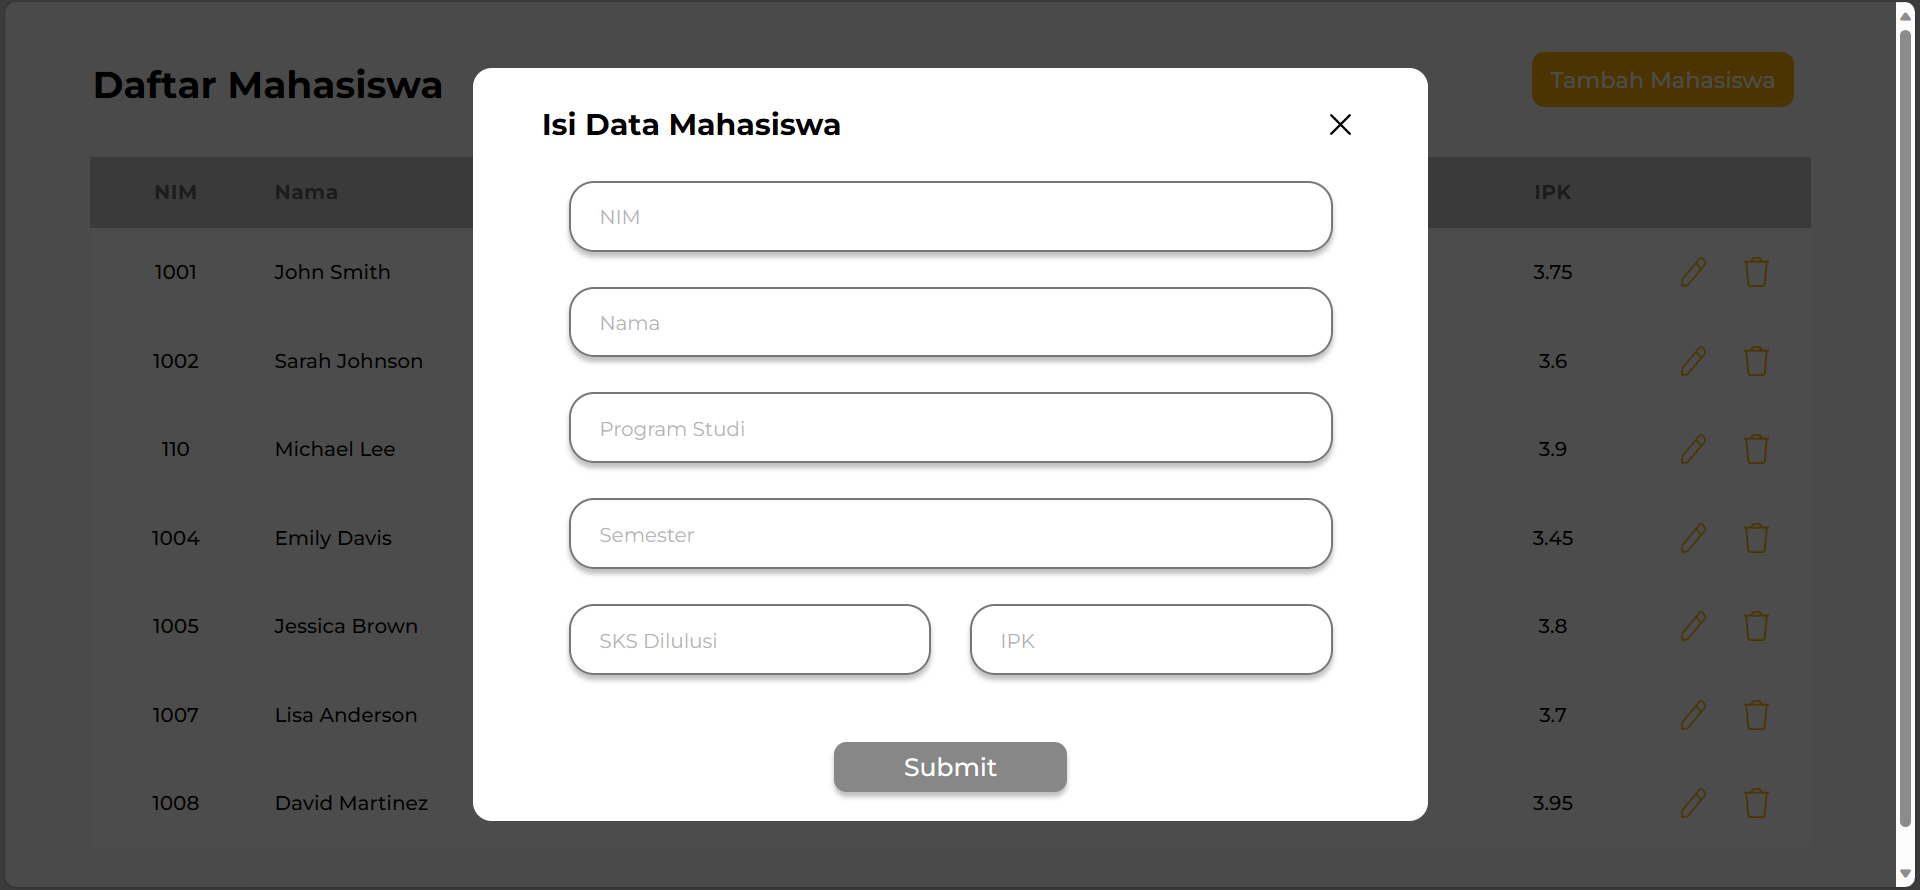 Daftar Mahasiswa
Tambah Mahasiswa
Isi Data Mahasiswa
NIM Nama IPK
NIM
Nama
Program Studi
Semester
SKS Dilulusi IPK
Submit
1001 John Smith 3.75
1002 Sarah Johnson 3.6
110 Michael Lee 3.9
1004 Emily Davis 3.45
1005 Jessica Brown 3.8
1007 Lisa Anderson 3.7
1008 David Martinez 3.95